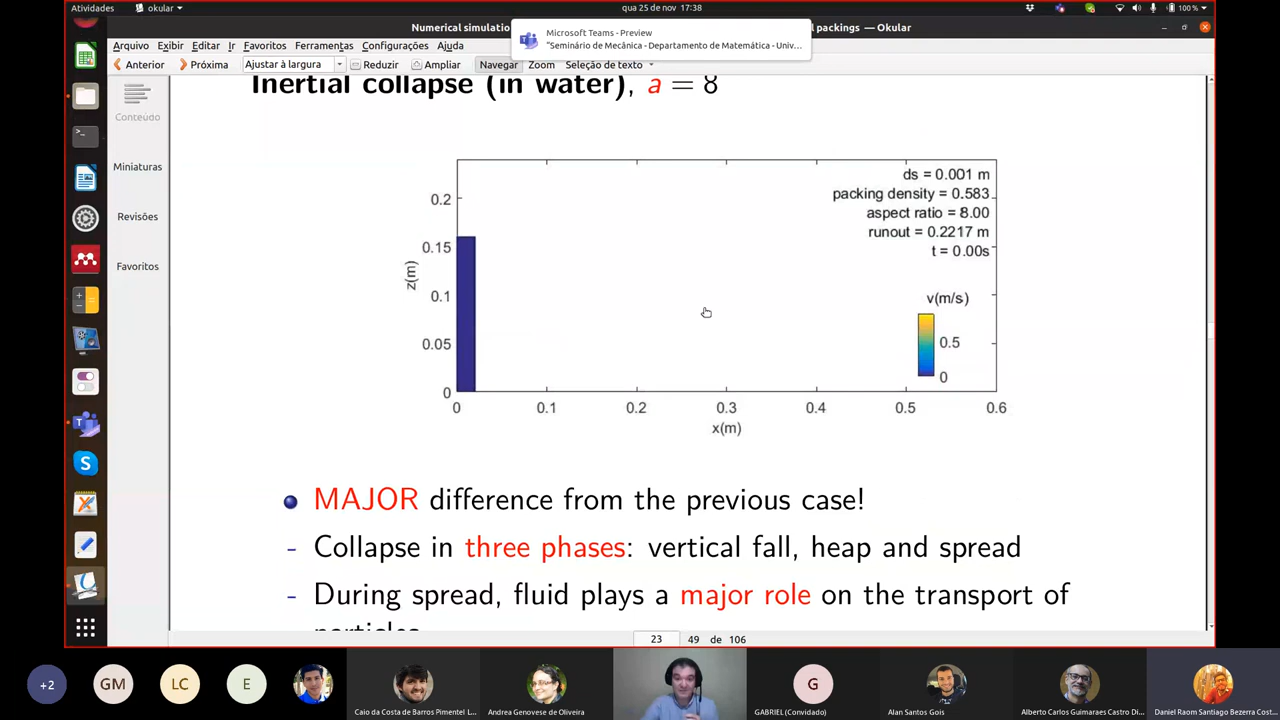 Atividades
okular
qua 25 de nov 17:38
100 %
Numerical simulatio
l packings — Okular
Microsoft Teams - Preview
"Seminário de Mecânica - Departamento de Matemática - Univ...
Arquivo Exibir Editar Ir Favoritos Ferramentas Configurações Ajuda
Anterior Próxima Ajustar à largura Reduzir Ampliar Navegar Zoom Seleção de texto
Conteúdo
Miniaturas
Revisões
Favoritos
Inertial collapse (in water), a = 8
ds = 0.001 m
packing density = 0.583
aspect ratio = 8.00
runout = 0.2217 m
t = 0.00s
v(m/s)
0.5
0
0.2
0.15
0.1
0.05
0
z(m)
0 0.1 0.2 0.3 0.4 0.5 0.6
x(m)
MAJOR difference from the previous case!
- Collapse in three phases: vertical fall, heap and spread
- During spread, fluid plays a major role on the transport of
particles
23 49 de 106
+2
GM
LC
E
G
Caio da Costa de Barros Pimentel L...
Andrea Genovese de Oliveira
GABRIEL (Convidado)
Alan Santos Gois
Alberto Carlos Guimaraes Castro Di...
Daniel Raom Santiago Bezerra Cost...